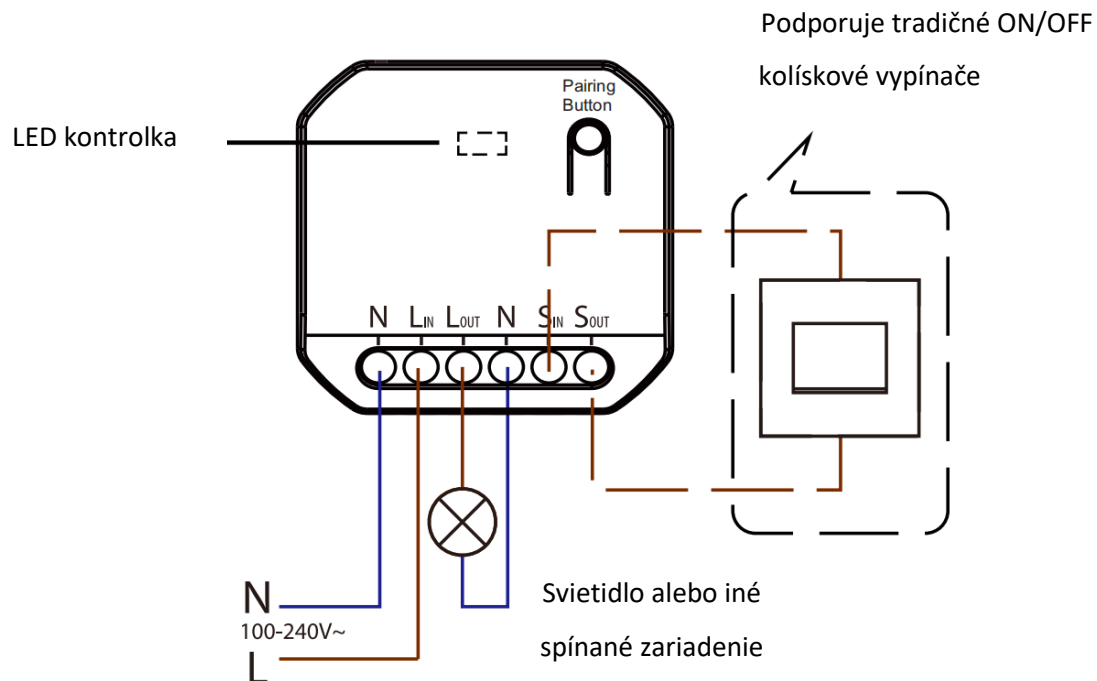 Podporuje tradičné ON/OFF
kolískové vypínače
Pairing
Button
LED kontrolka
N LIN LOUT N SIN SOUT
N
100-240V~
L
Svietidlo alebo iné
spínané zariadenie